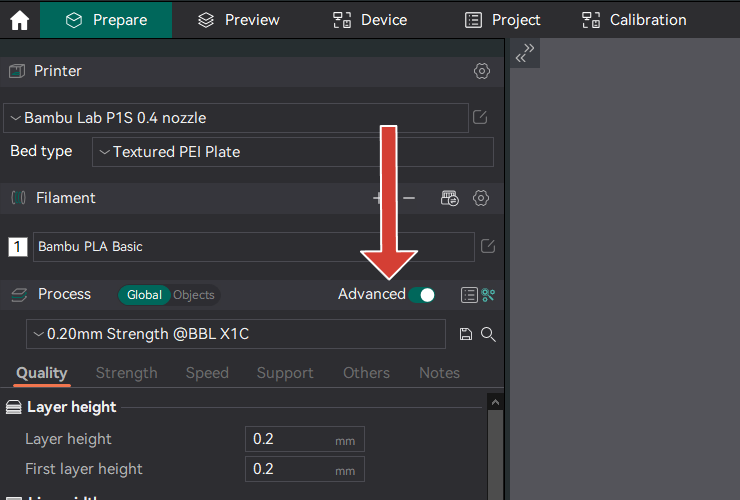 Prepare Preview Device Project Calibration
Printer
Bambu Lab P1S 0.4 nozzle
Bed type Textured PEI Plate
Filament
1 Bambu PLA Basic
Process Global Objects Advanced
0.20mm Strength @BBL X1C
Quality Strength Speed Support Others Notes
Layer height
Layer height 0.2 mm
First layer height 0.2 mm